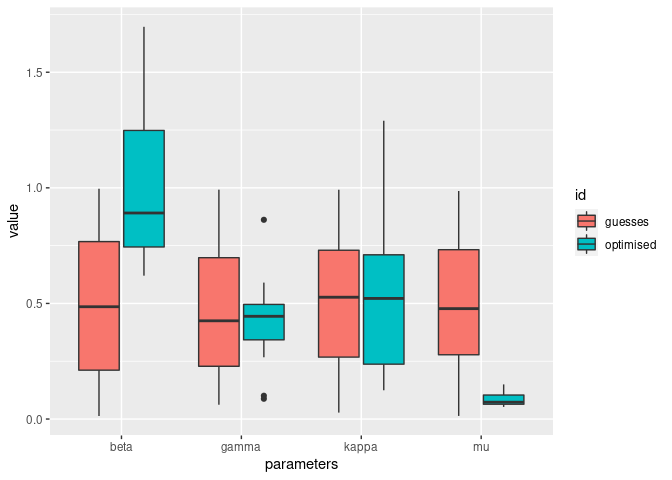 value
1.5
1.0
0.5
0.0
beta gamma kappa mu
parameters
id
guesses
optimised